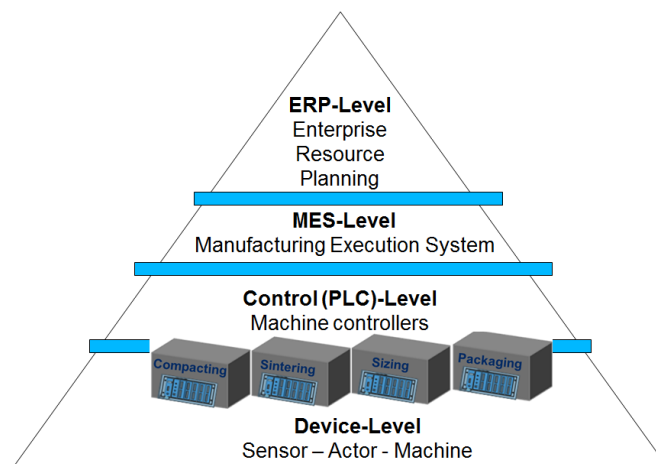 ERP-Level
Enterprise
Resource
Planning
MES-Level
Manufacturing Execution System
Control (PLC)-Level
Machine controllers
Compacting
Sintering
Sizing
Packaging
Device-Level
Sensor – Actor - Machine